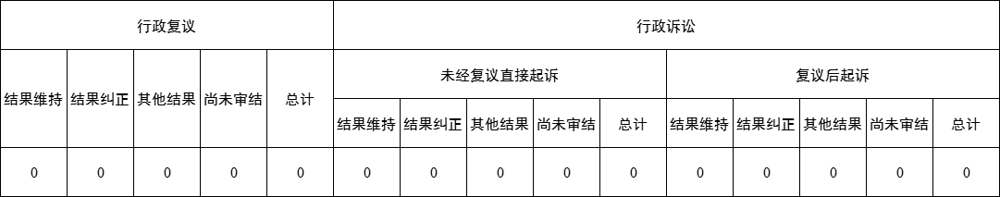 行政复议 行政诉讼
未经复议直接起诉 复议后起诉
结果维持 结果纠正 其他结果 尚未审结 总计
结果维持 结果纠正 其他结果 尚未审结 总计 结果维持 结果纠正 其他结果 尚未审结 总计
0 0 0 0 0 0 0 0 0 0 0 0 0 0 0